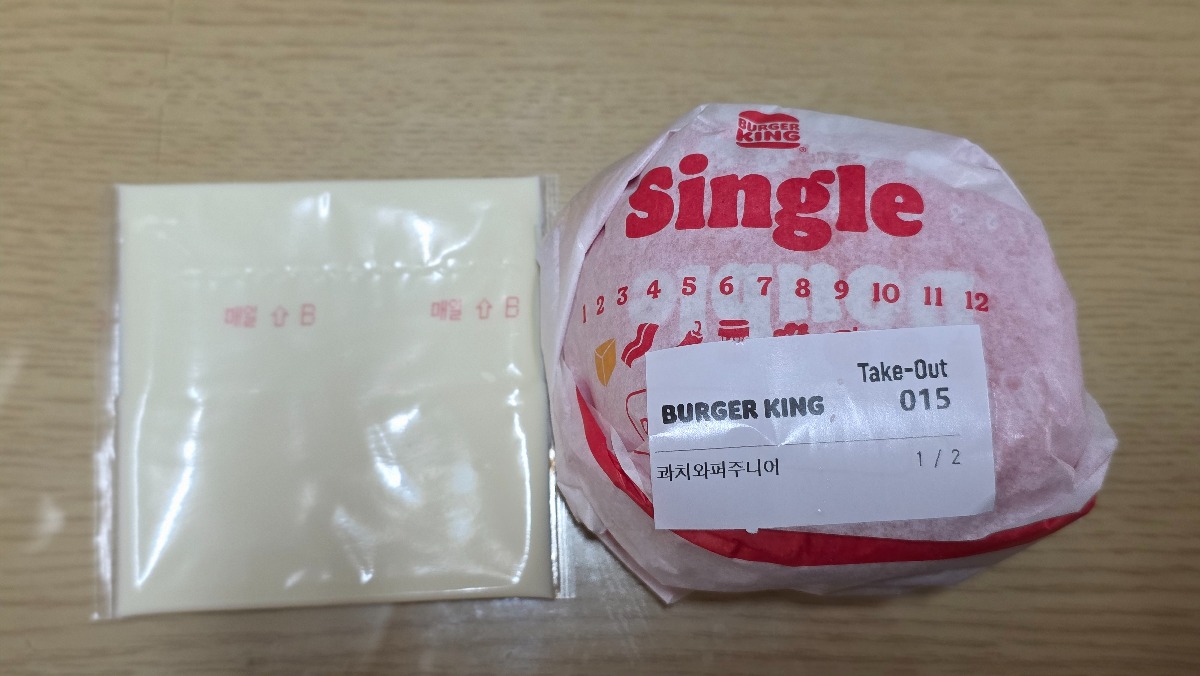 매일 ⇧ B 매일 ⇧ B
BURGER KING®
Single
1 2 3 4 5 6 7 8 9 10 11 12
Take-Out
BURGER KING 015
콰치와퍼주니어 1 / 2